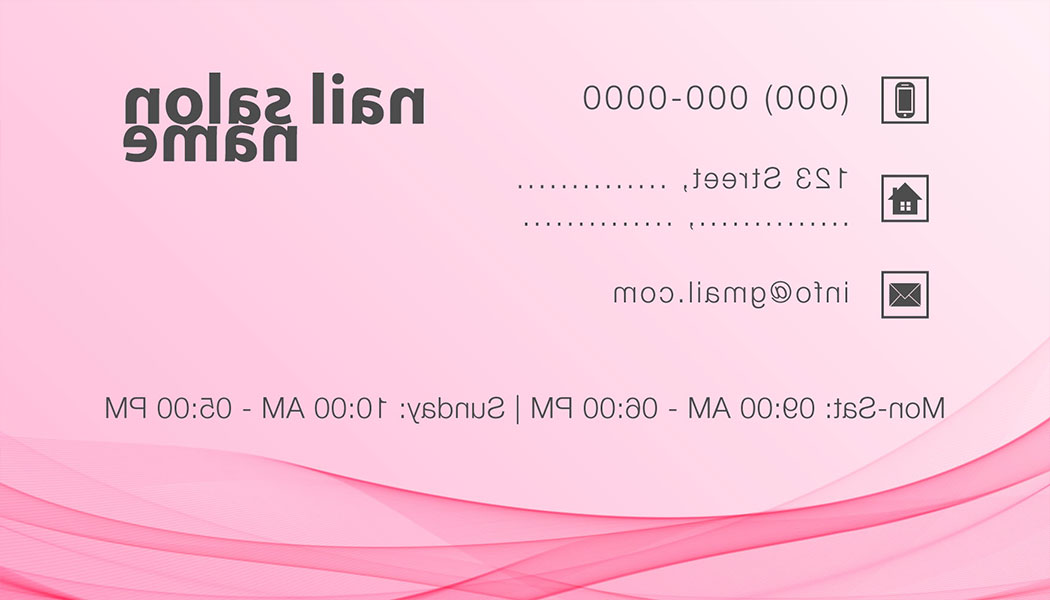 nail salon
name
(000) 000-0000
123 Street, ..............
.............., ..............
info@gmail.com
Mon-Sat: 09:00 AM - 06:00 PM | Sunday: 10:00 AM - 05:00 PM